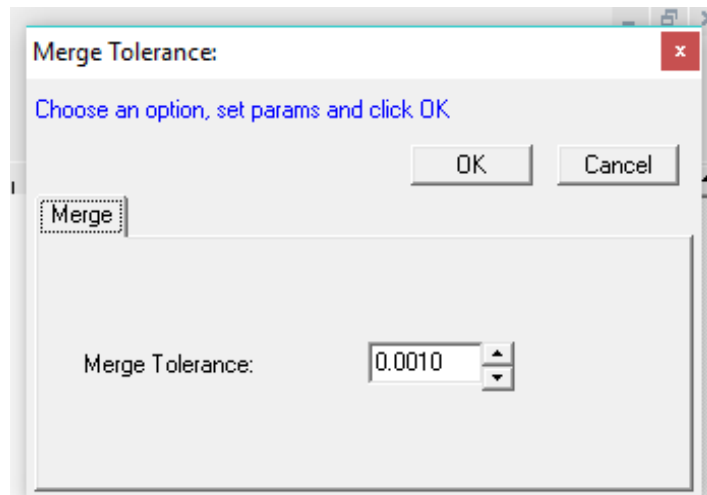 Merge Tolerance:
Choose an option, set params and click OK
OK Cancel
Merge
Merge Tolerance: 0.0010